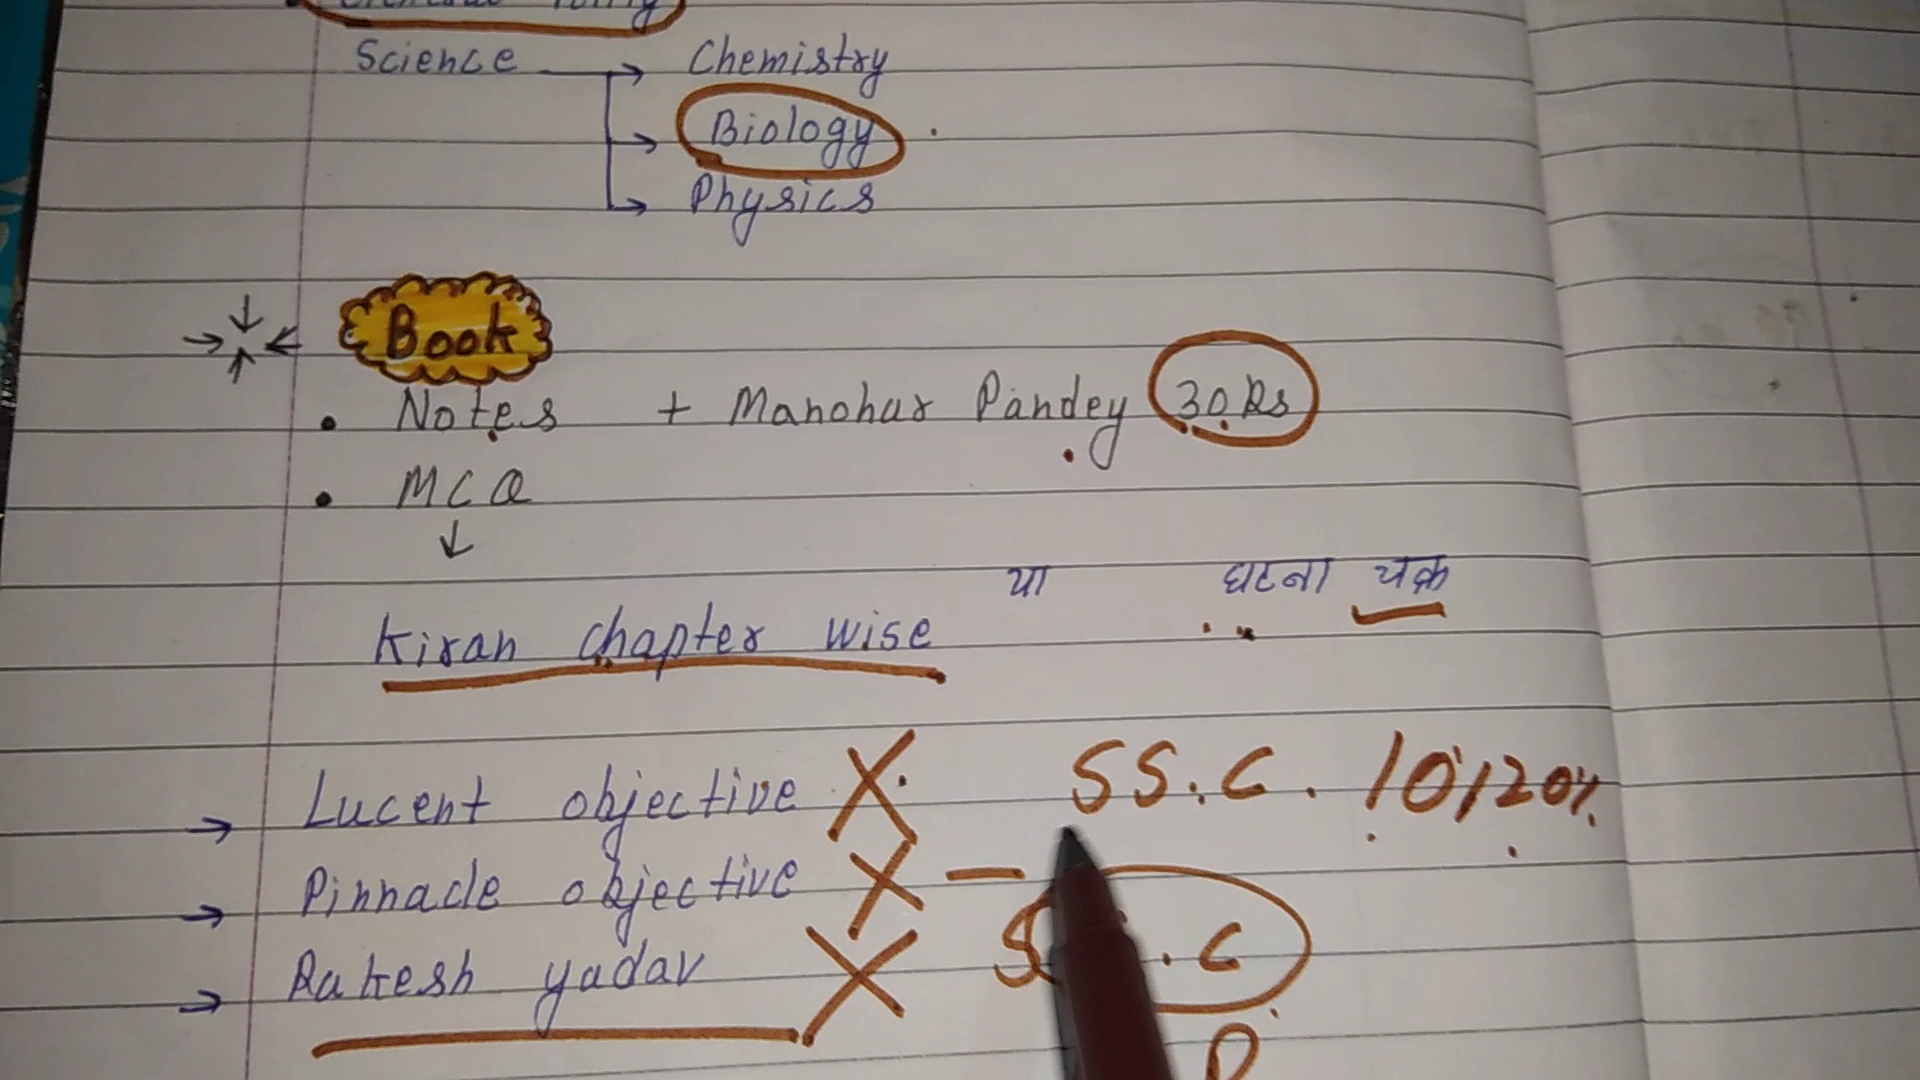 Science → Chemistry
→ Biology
→ Physics
Book
• Notes + Manohar Pandey 30 Rs
• MCQ
↓
Kiran chapter wise या घटना चक्र
→ Lucent objective X SS.C. 10/20%
→ Pinnacle objective X —
→ Rakesh yadav X